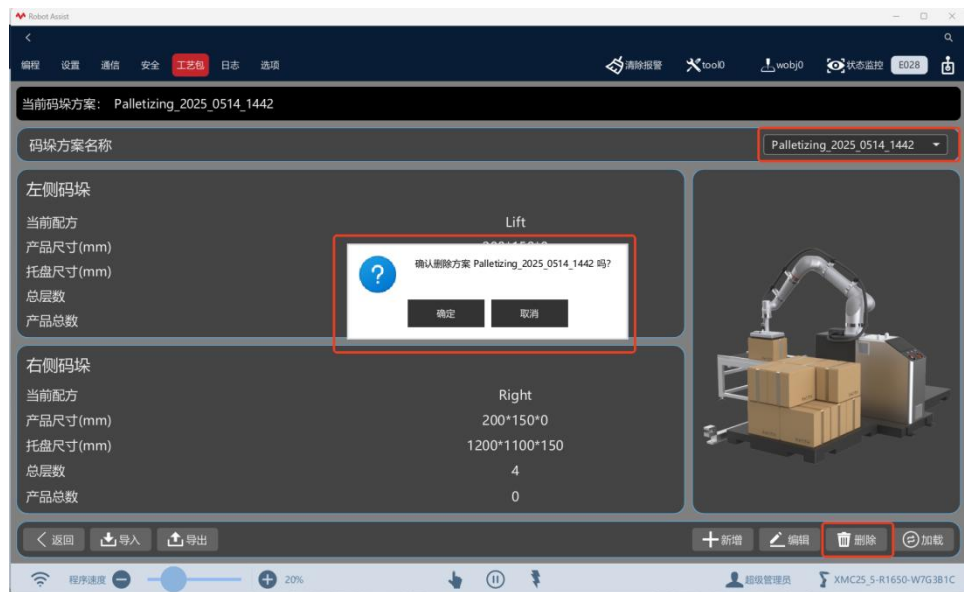 Robot Assist
编程 设置 通信 安全 工艺包 日志 选项 清除报警 tool0 wobj0 状态监控 E028
当前码垛方案： Palletizing_2025_0514_1442
码垛方案名称 Palletizing_2025_0514_1442
左侧码垛
当前配方 Lift
产品尺寸(mm)
托盘尺寸(mm)
总层数
产品总数
确认删除方案 Palletizing_2025_0514_1442 吗?
确定 取消
右侧码垛
当前配方 Right
产品尺寸(mm) 200*150*0
托盘尺寸(mm) 1200*1100*150
总层数 4
产品总数 0
返回 导入 导出 新增 编辑 删除 加载
程序速度 20% 超级管理员 XMC25_5-R1650-W7G3B1C